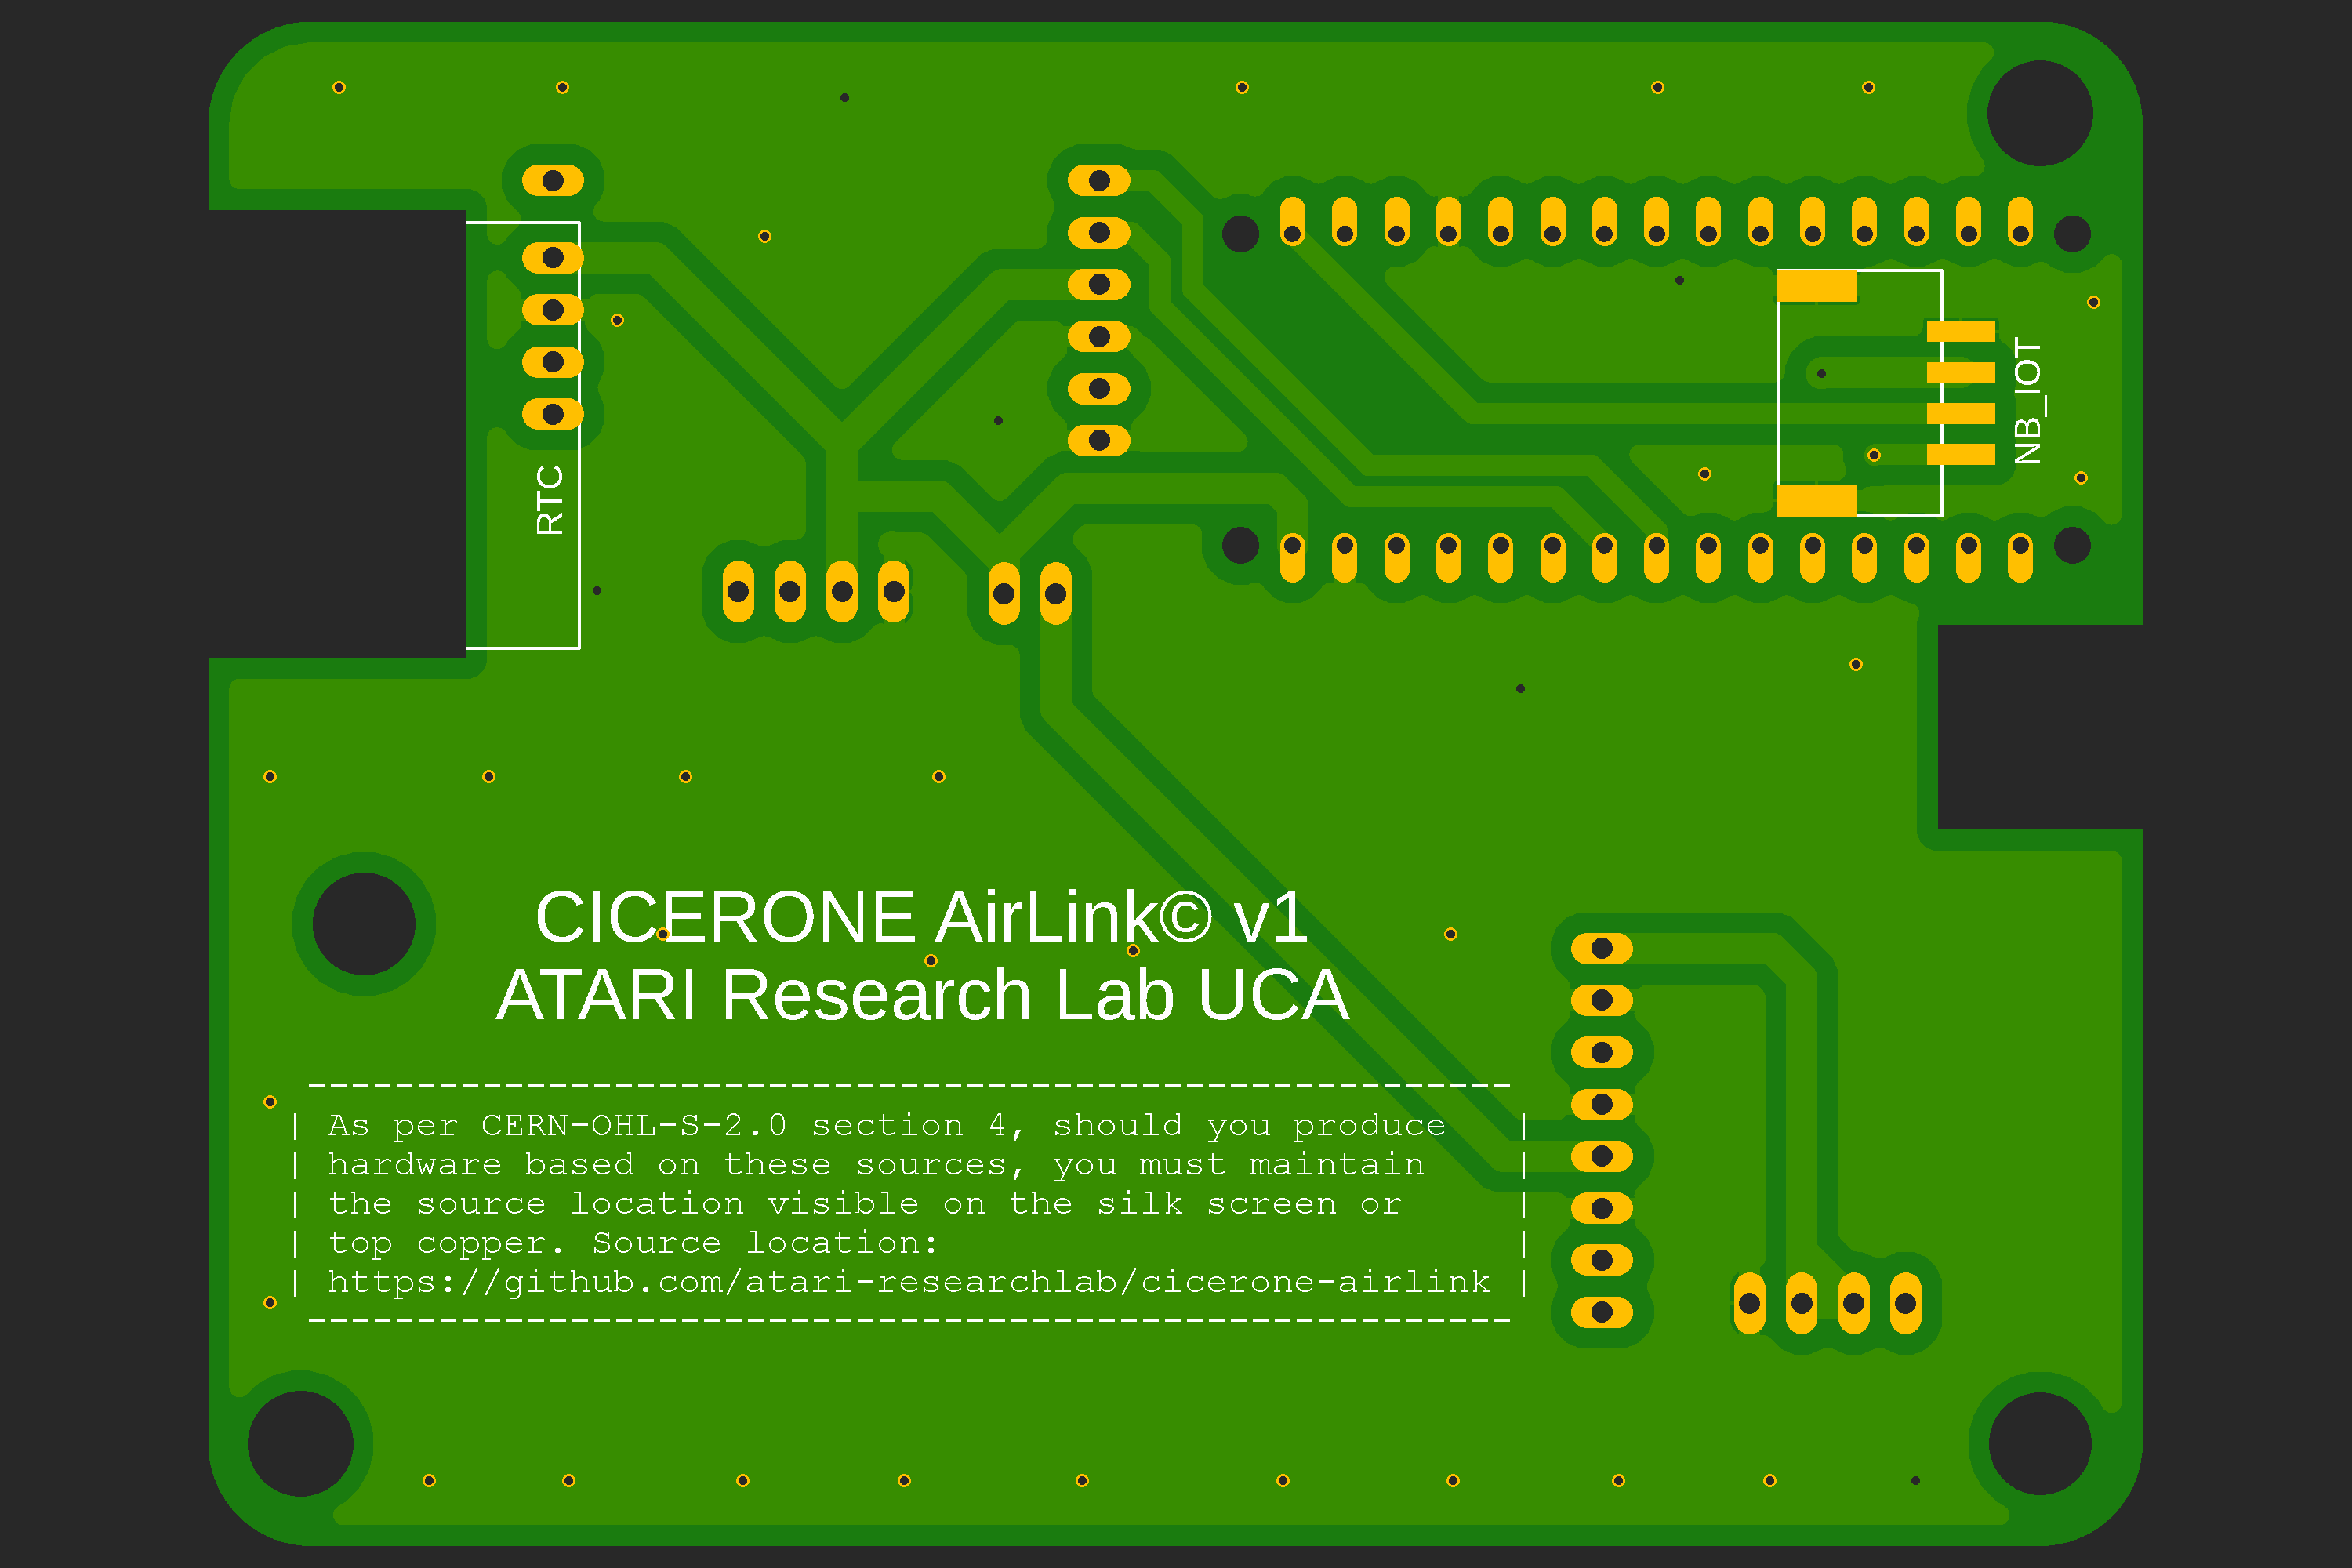 NB_IOT
RTC
CICERONE AirLink© v1
ATARI Research Lab UCA
-------------------------------------------------------
| As per CERN-OHL-S-2.0 section 4, should you produce |
| hardware based on these sources, you must maintain |
| the source location visible on the silk screen or |
| top copper. Source location: |
| https://github.com/atari-researchlab/cicerone-airlink |
-------------------------------------------------------